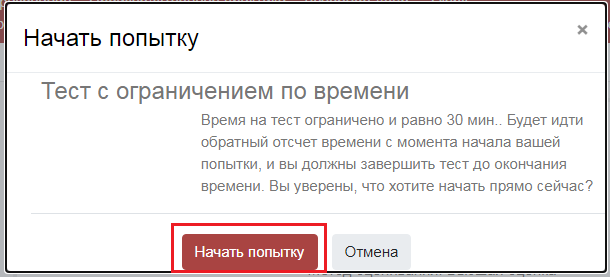 Начать попытку
×
Тест с ограничением по времени
Время на тест ограничено и равно 30 мин.. Будет идти
обратный отсчет времени с момента начала вашей
попытки, и вы должны завершить тест до окончания
времени. Вы уверены, что хотите начать прямо сейчас?
Начать попытку
Отмена